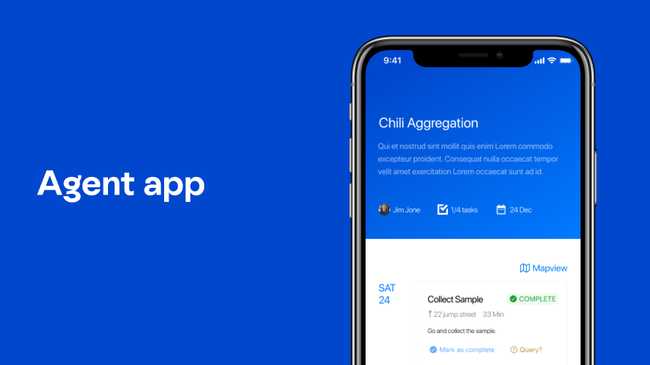 Agent app
9:41
Chili Aggregation
Qui et nostrud sint mollit quis enim Lorem commodo
excepteur proident. Consequat nulla occaecat tempor
velit amet exercitation Lorem occaecat sunt ad id.
Jim Jone 1/4 tasks 24 Dec
Mapview
SAT
24
Collect Sample COMPLETE
22 jump street 33 Min
Go and collect the sample.
Mark as complete Query?